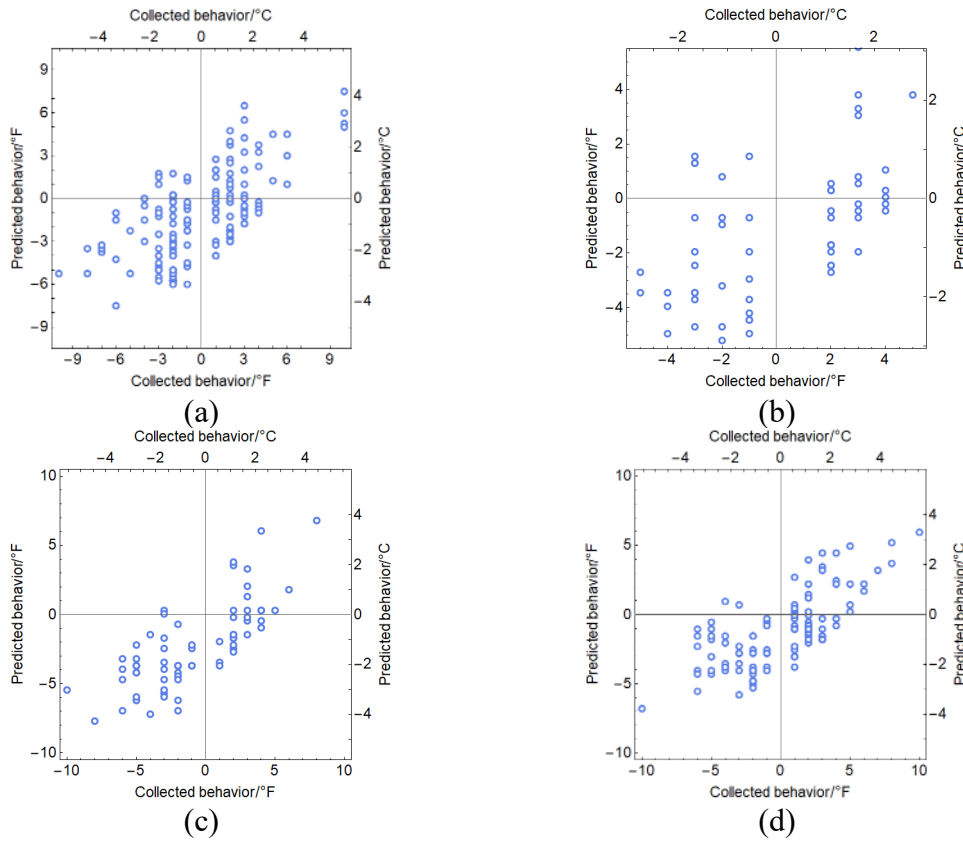 Collected behavior/°C
−4 −2 0 2 4
Predicted behavior/°F
9
6
3
0
−3
−6
−9
4
2
0
−2
−4
Predicted behavior/°C
−9 −6 −3 0 3 6 9
Collected behavior/°F
(a)
Collected behavior/°C
−2 0 2
Predicted behavior/°F
4
2
0
−2
−4
2
0
−2
Predicted behavior/°C
−4 −2 0 2 4
Collected behavior/°F
(b)
Collected behavior/°C
−4 −2 0 2 4
Predicted behavior/°F
10
5
0
−5
−10
4
2
0
−2
−4
Predicted behavior/°C
−10 −5 0 5 10
Collected behavior/°F
(c)
Collected behavior/°C
−4 −2 0 2 4
Predicted behavior/°F
10
5
0
−5
−10
4
2
0
−2
−4
Predicted behavior/°C
−10 −5 0 5 10
Collected behavior/°F
(d)